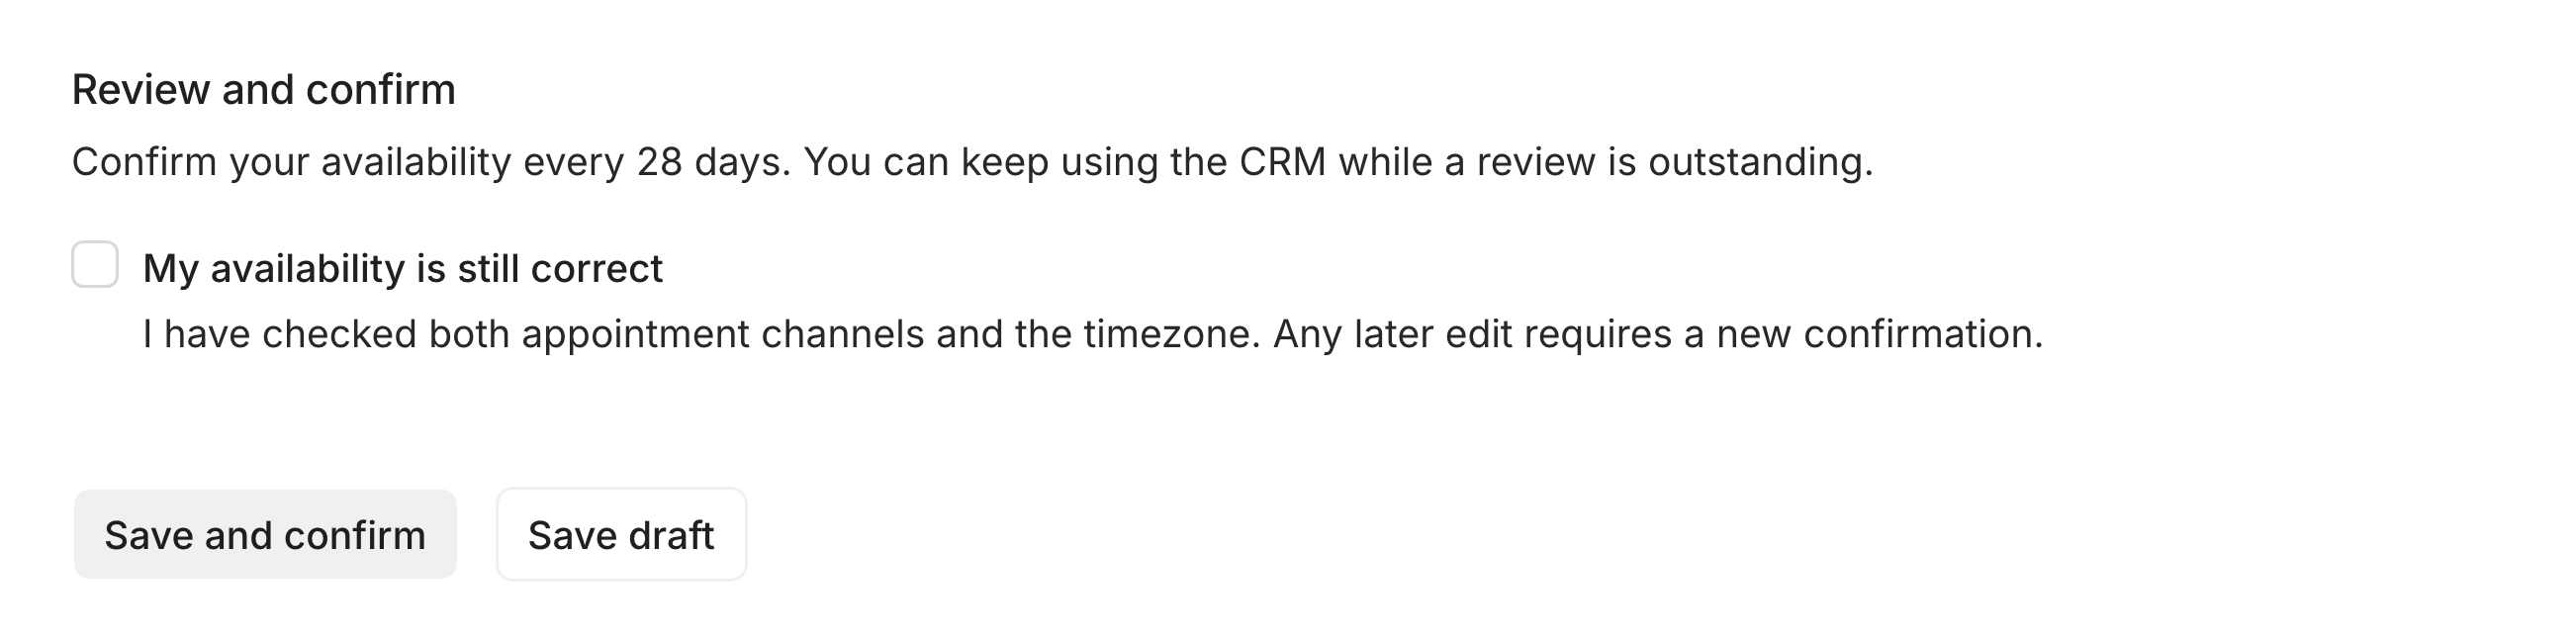 Review and confirm
Confirm your availability every 28 days. You can keep using the CRM while a review is outstanding.
My availability is still correct
I have checked both appointment channels and the timezone. Any later edit requires a new confirmation.
Save and confirm
Save draft